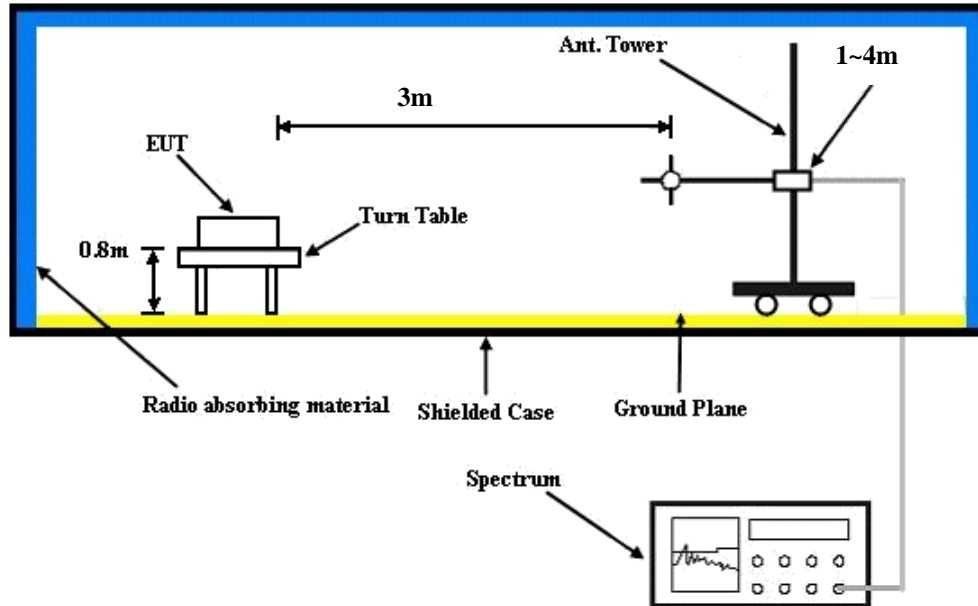 Ant. Tower
1~4m
3m
EUT
Turn Table
0.8m
Radio absorbing material
Shielded Case
Ground Plane
Spectrum